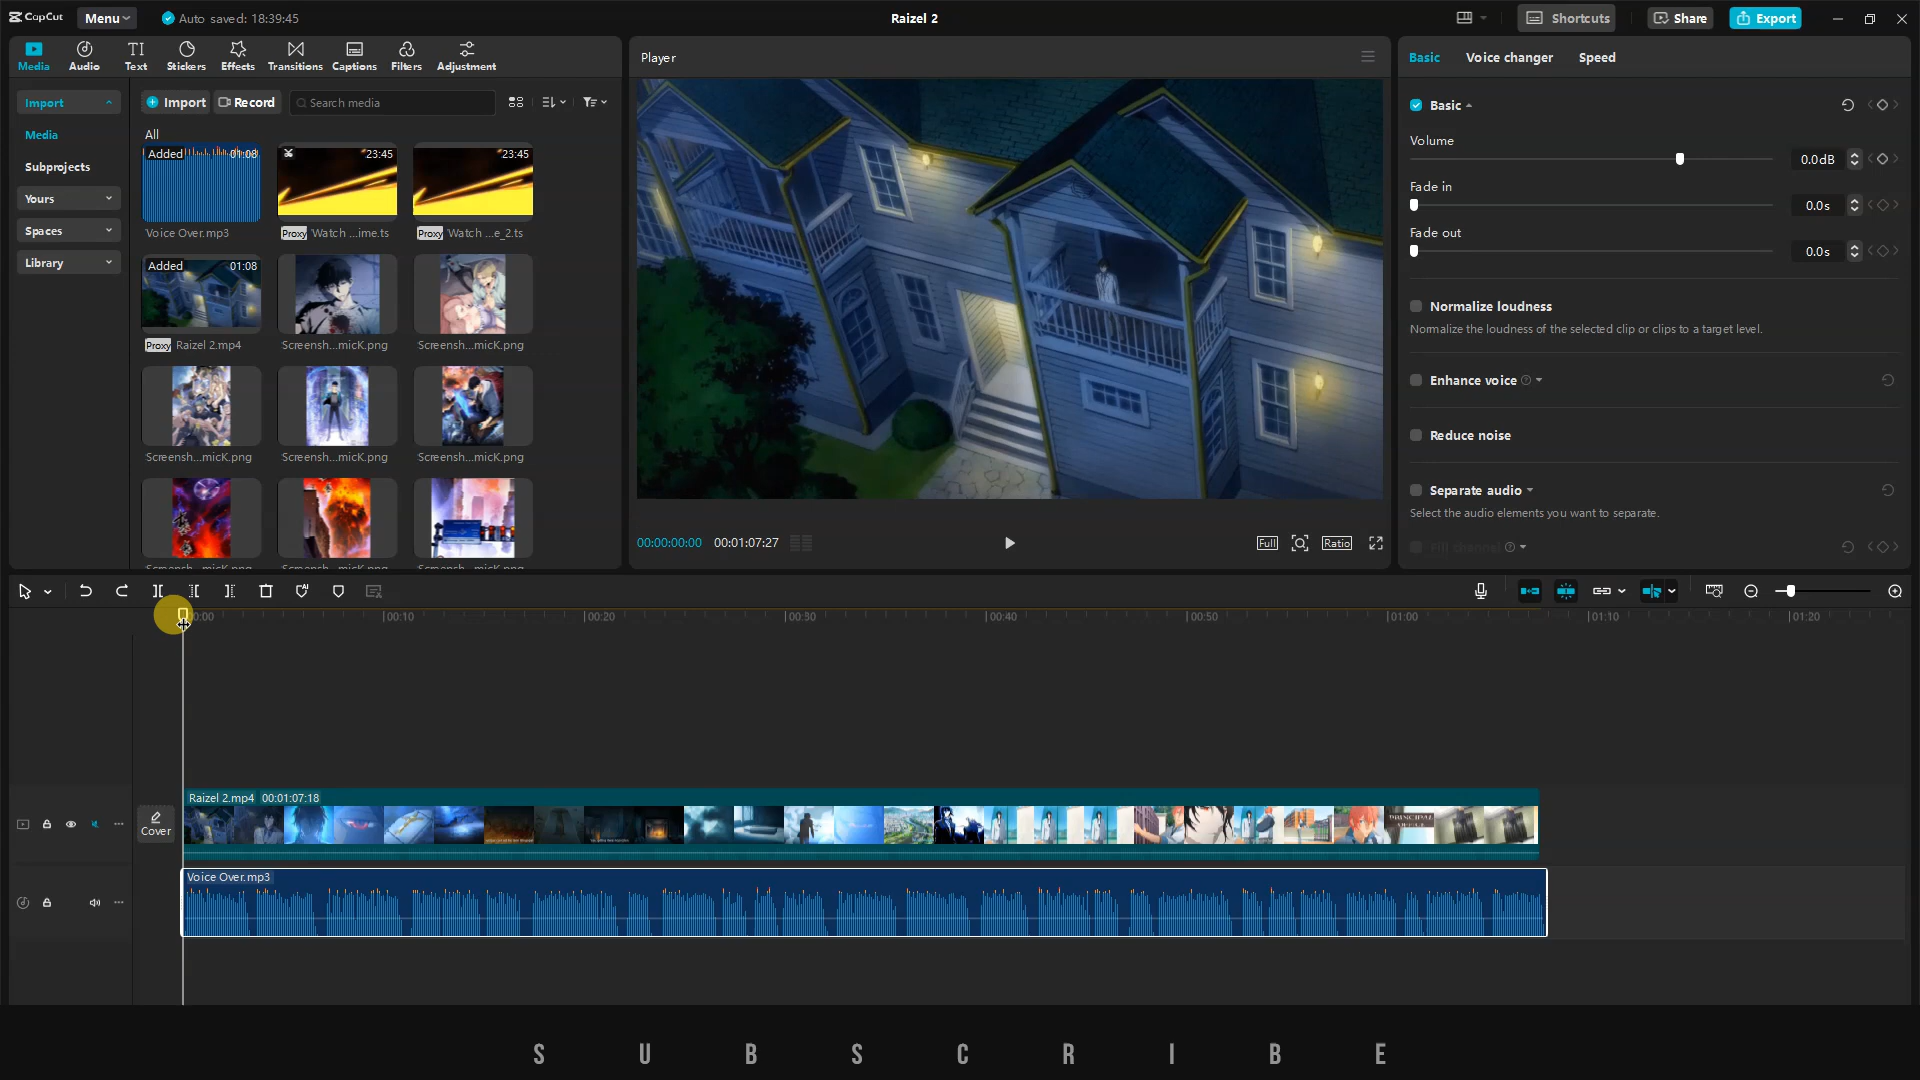 CapCut
Menu
Auto saved: 18:39:45
Raizel 2
Shortcuts
Share
Export
Media
Audio
Text
Stickers
Effects
Transitions
Captions
Filters
Adjustment
Import
Media
Subprojects
Yours
Spaces
Library
Import
Record
Search media
All
Added 01:08
Voice Over.mp3
23:45
Proxy Watch ...ime.ts
23:45
Proxy Watch ...e_2.ts
Added 01:08
Proxy Raizel 2.mp4
Screensh...micK.png
Screensh...micK.png
Screensh...micK.png
Screensh...micK.png
Screensh...micK.png
Player
00:00:00:00 00:01:07:27
Full
Ratio
Basic
Voice changer
Speed
Basic
Volume
0.0dB
Fade in
0.0s
Fade out
0.0s
Normalize loudness
Normalize the loudness of the selected clip or clips to a target level.
Enhance voice
Reduce noise
Separate audio
Select the audio elements you want to separate.
Fill channel
00:00
00:10
00:20
00:30
00:40
00:50
01:00
01:10
01:20
Cover
Raizel 2.mp4 00:01:07:18
PRINCIPAL
Voice Over.mp3
SUBSCRIBE